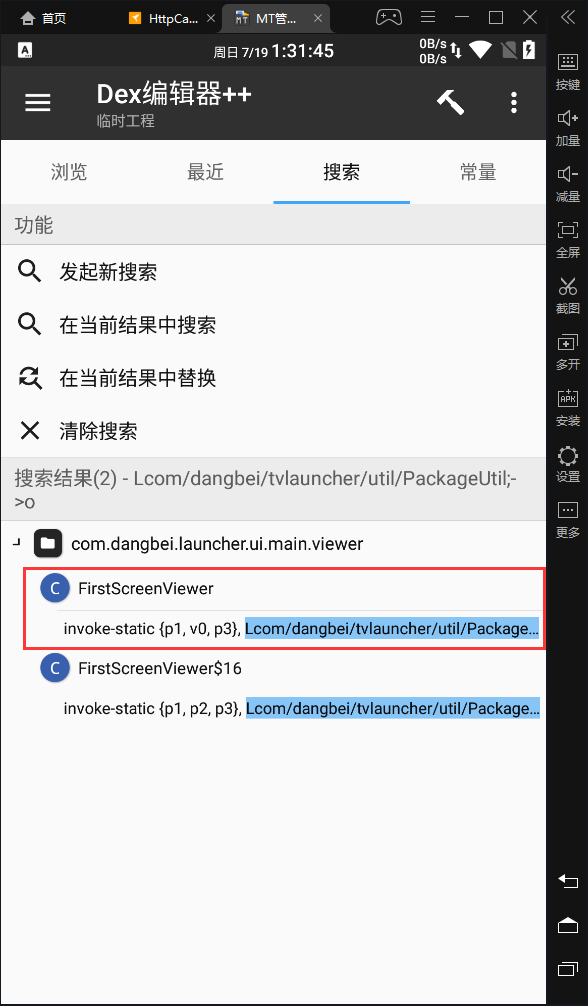 首页
HttpCa...
MT管...
A
周日 7/19 1:31:45
0B/s
0B/s
Dex编辑器++
临时工程
浏览
最近
搜索
常量
功能
发起新搜索
在当前结果中搜索
在当前结果中替换
清除搜索
搜索结果(2) - Lcom/dangbei/tvlauncher/util/PackageUtil;-
>o
com.dangbei.launcher.ui.main.viewer
C FirstScreenViewer
invoke-static {p1, v0, p3}, Lcom/dangbei/tvlauncher/util/Package...
C FirstScreenViewer$16
invoke-static {p1, p2, p3}, Lcom/dangbei/tvlauncher/util/Package...
按键
加量
减量
全屏
截图
多开
APK
安装
设置
更多